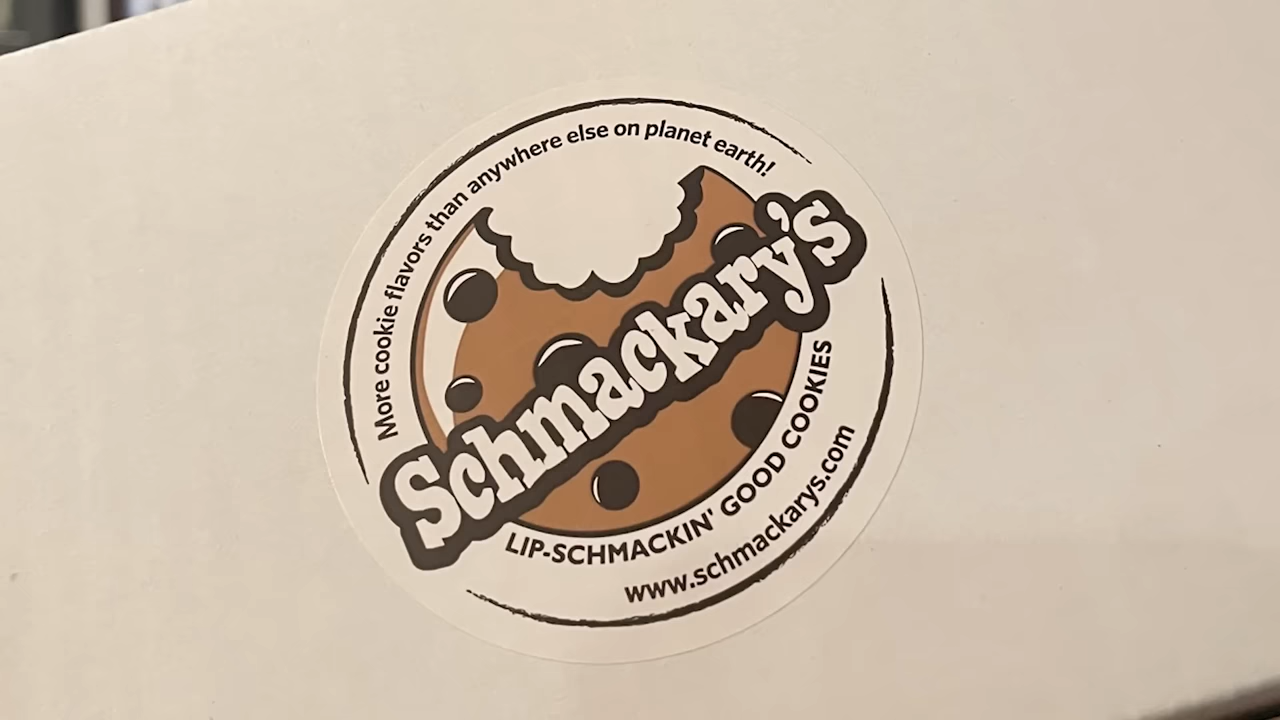 More cookie flavors than anywhere else on planet earth!
Schmackary's
LIP-SCHMACKIN' GOOD COOKIES
www.schmackarys.com